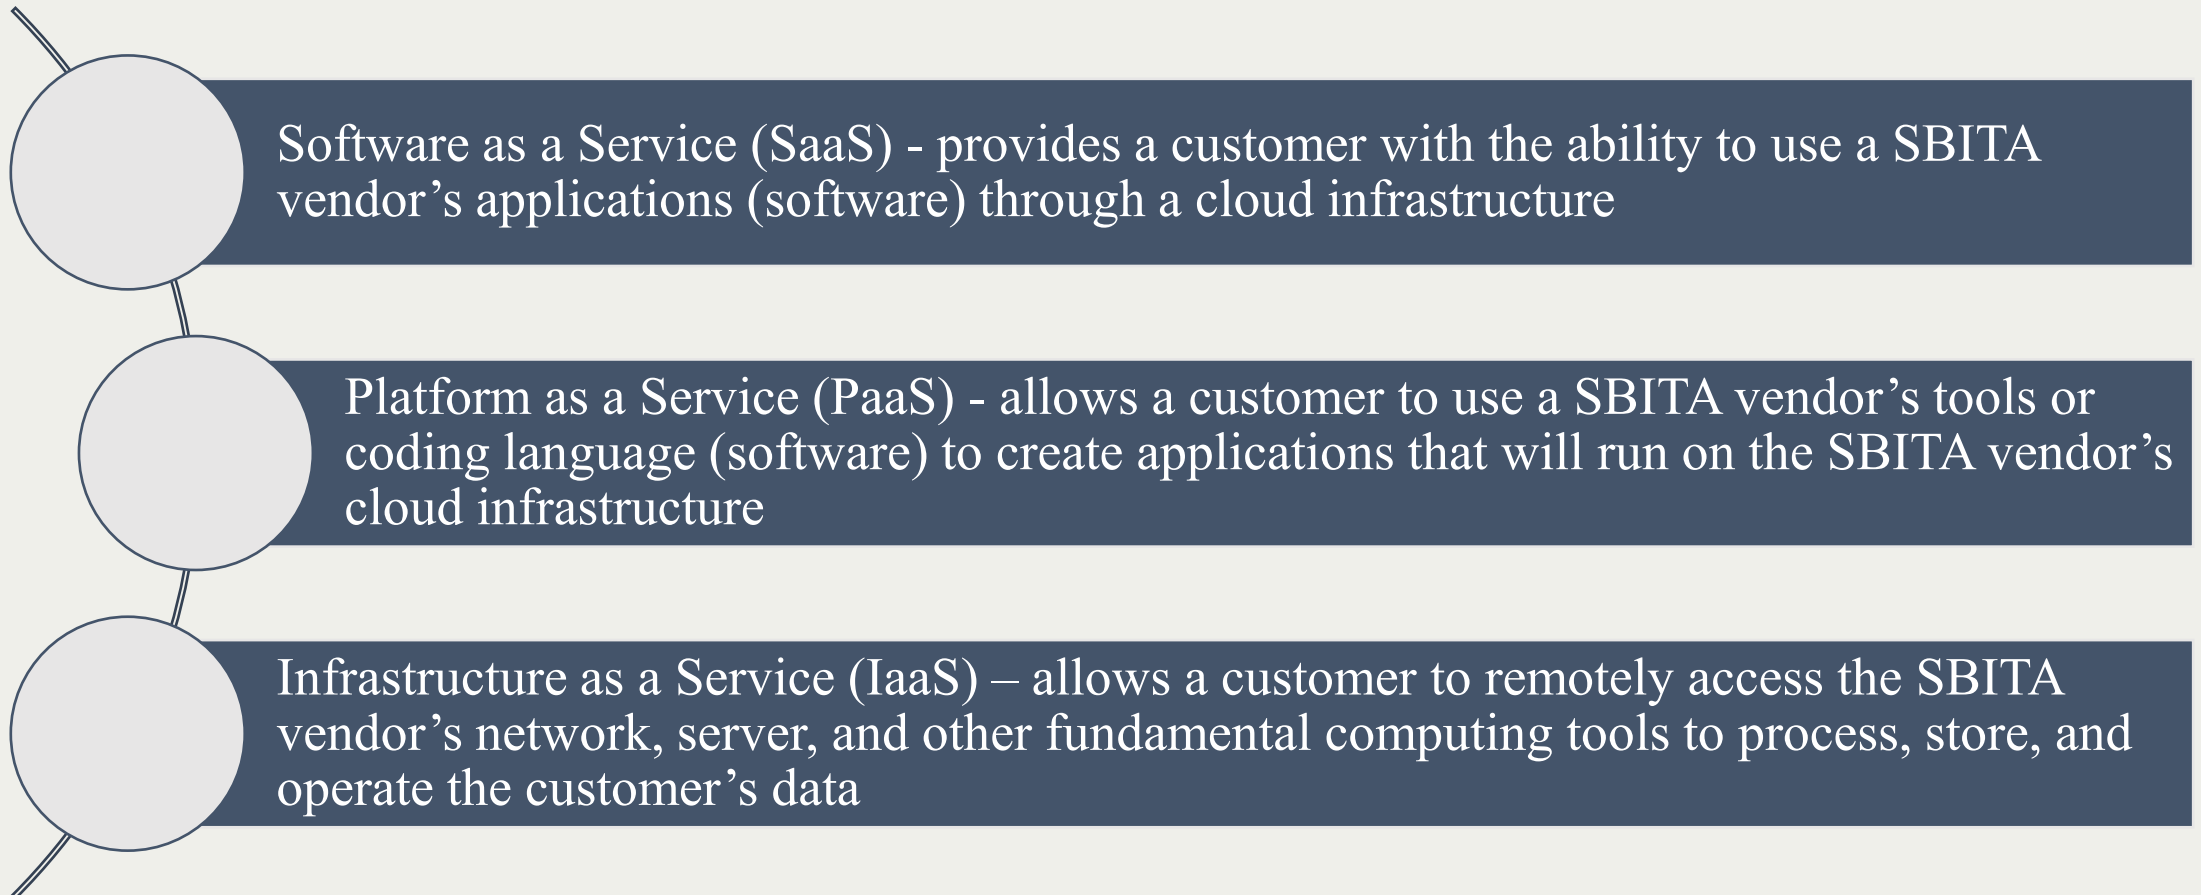 Software as a Service (SaaS) - provides a customer with the ability to use a SBITA
vendor’s applications (software) through a cloud infrastructure
Platform as a Service (PaaS) - allows a customer to use a SBITA vendor’s tools or
coding language (software) to create applications that will run on the SBITA vendor’s
cloud infrastructure
Infrastructure as a Service (IaaS) – allows a customer to remotely access the SBITA
vendor’s network, server, and other fundamental computing tools to process, store, and
operate the customer’s data